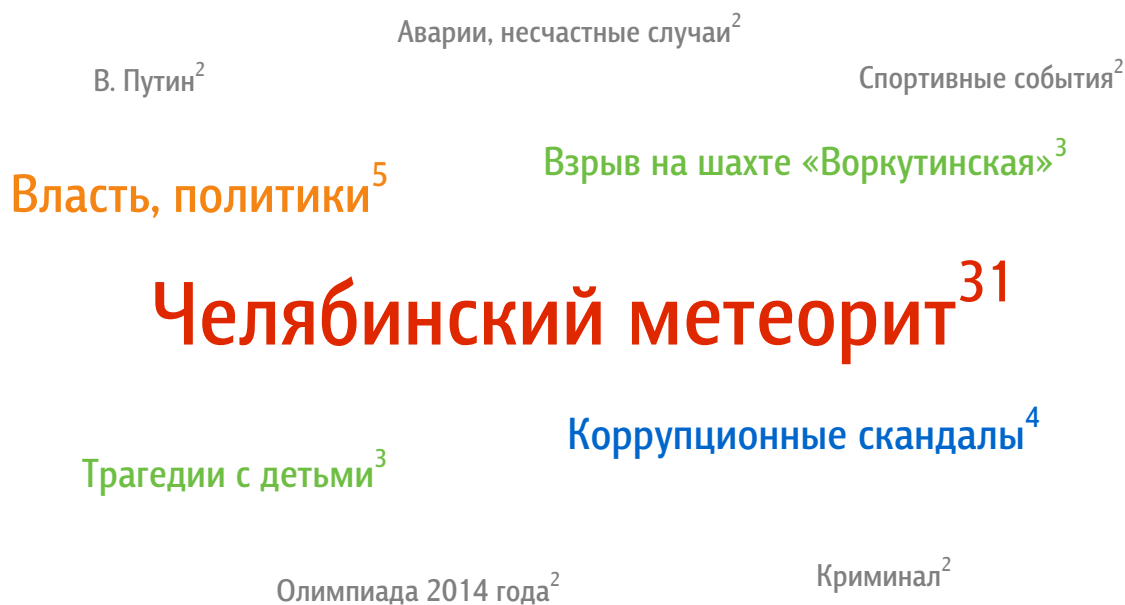 Аварии, несчастные случаи²
В. Путин²
Спортивные события²
Взрыв на шахте «Воркутинская»³
Власть, политики⁵
Челябинский метеорит³¹
Коррупционные скандалы⁴
Трагедии с детьми³
Криминал²
Олимпиада 2014 года²